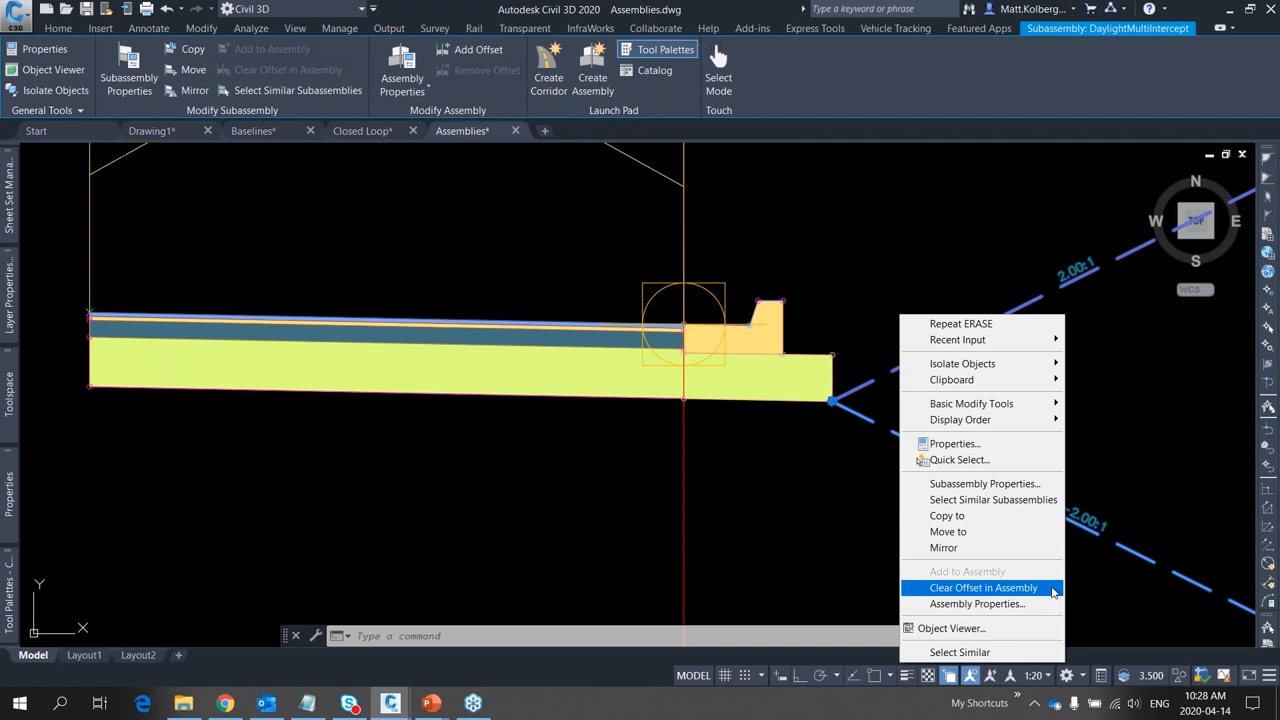 Civil 3D
Autodesk Civil 3D 2020 Assemblies.dwg
Type a keyword or phrase
Matt.Kolberg...
C3D
Home Insert Annotate Modify Analyze View Manage Output Survey Rail Transparent InfraWorks Collaborate Help Add-ins Express Tools Vehicle Tracking Featured Apps Subassembly: DaylightMultiIntercept
Properties
Object Viewer
Isolate Objects
General Tools
Subassembly
Properties
Copy
Move
Mirror
Add to Assembly
Clear Offset in Assembly
Select Similar Subassemblies
Modify Subassembly
Assembly
Properties
Add Offset
Remove Offset
Modify Assembly
Create
Corridor
Create
Assembly
Tool Palettes
Catalog
Launch Pad
Select
Mode
Touch
Start Drawing1* Baselines* Closed Loop* Assemblies*
Sheet Set Mana...
Layer Properties...
Toolspace
Properties
Tool Palettes - C...
N
W TOP E
S
WCS
2.00:1
-2.00:1
Repeat ERASE
Recent Input
Isolate Objects
Clipboard
Basic Modify Tools
Display Order
Properties...
Quick Select...
Subassembly Properties...
Select Similar Subassemblies
Copy to
Move to
Mirror
Add to Assembly
Clear Offset in Assembly
Assembly Properties...
Object Viewer...
Select Similar
Y
X
Type a command
Model Layout1 Layout2
MODEL
1:20
3.500
My Shortcuts
ENG
10:28 AM
2020-04-14